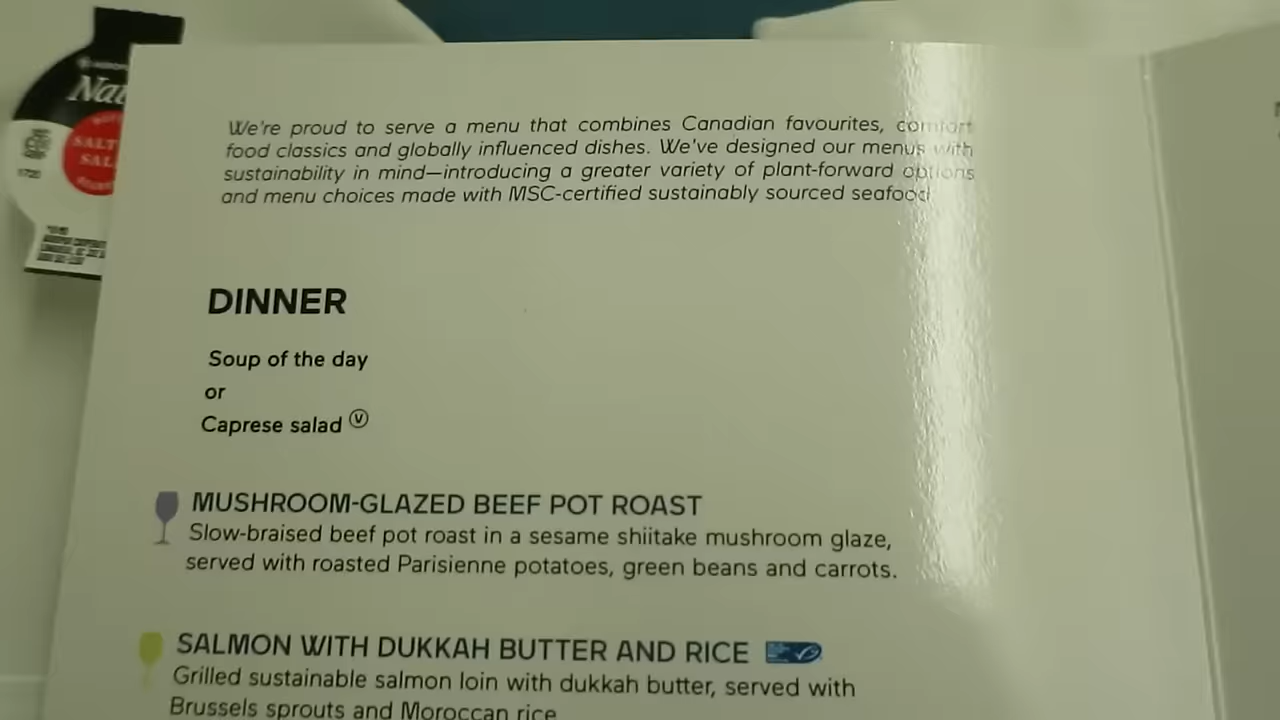 Nat
SALT
SAL
We're proud to serve a menu that combines Canadian favourites, comfort
food classics and globally influenced dishes. We've designed our menus with
sustainability in mind—introducing a greater variety of plant-forward options
and menu choices made with MSC-certified sustainably sourced seafood
DINNER
Soup of the day
or
Caprese salad Ⓥ
MUSHROOM-GLAZED BEEF POT ROAST
Slow-braised beef pot roast in a sesame shiitake mushroom glaze,
served with roasted Parisienne potatoes, green beans and carrots.
SALMON WITH DUKKAH BUTTER AND RICE
Grilled sustainable salmon loin with dukkah butter, served with
Brussels sprouts and Moroccan rice